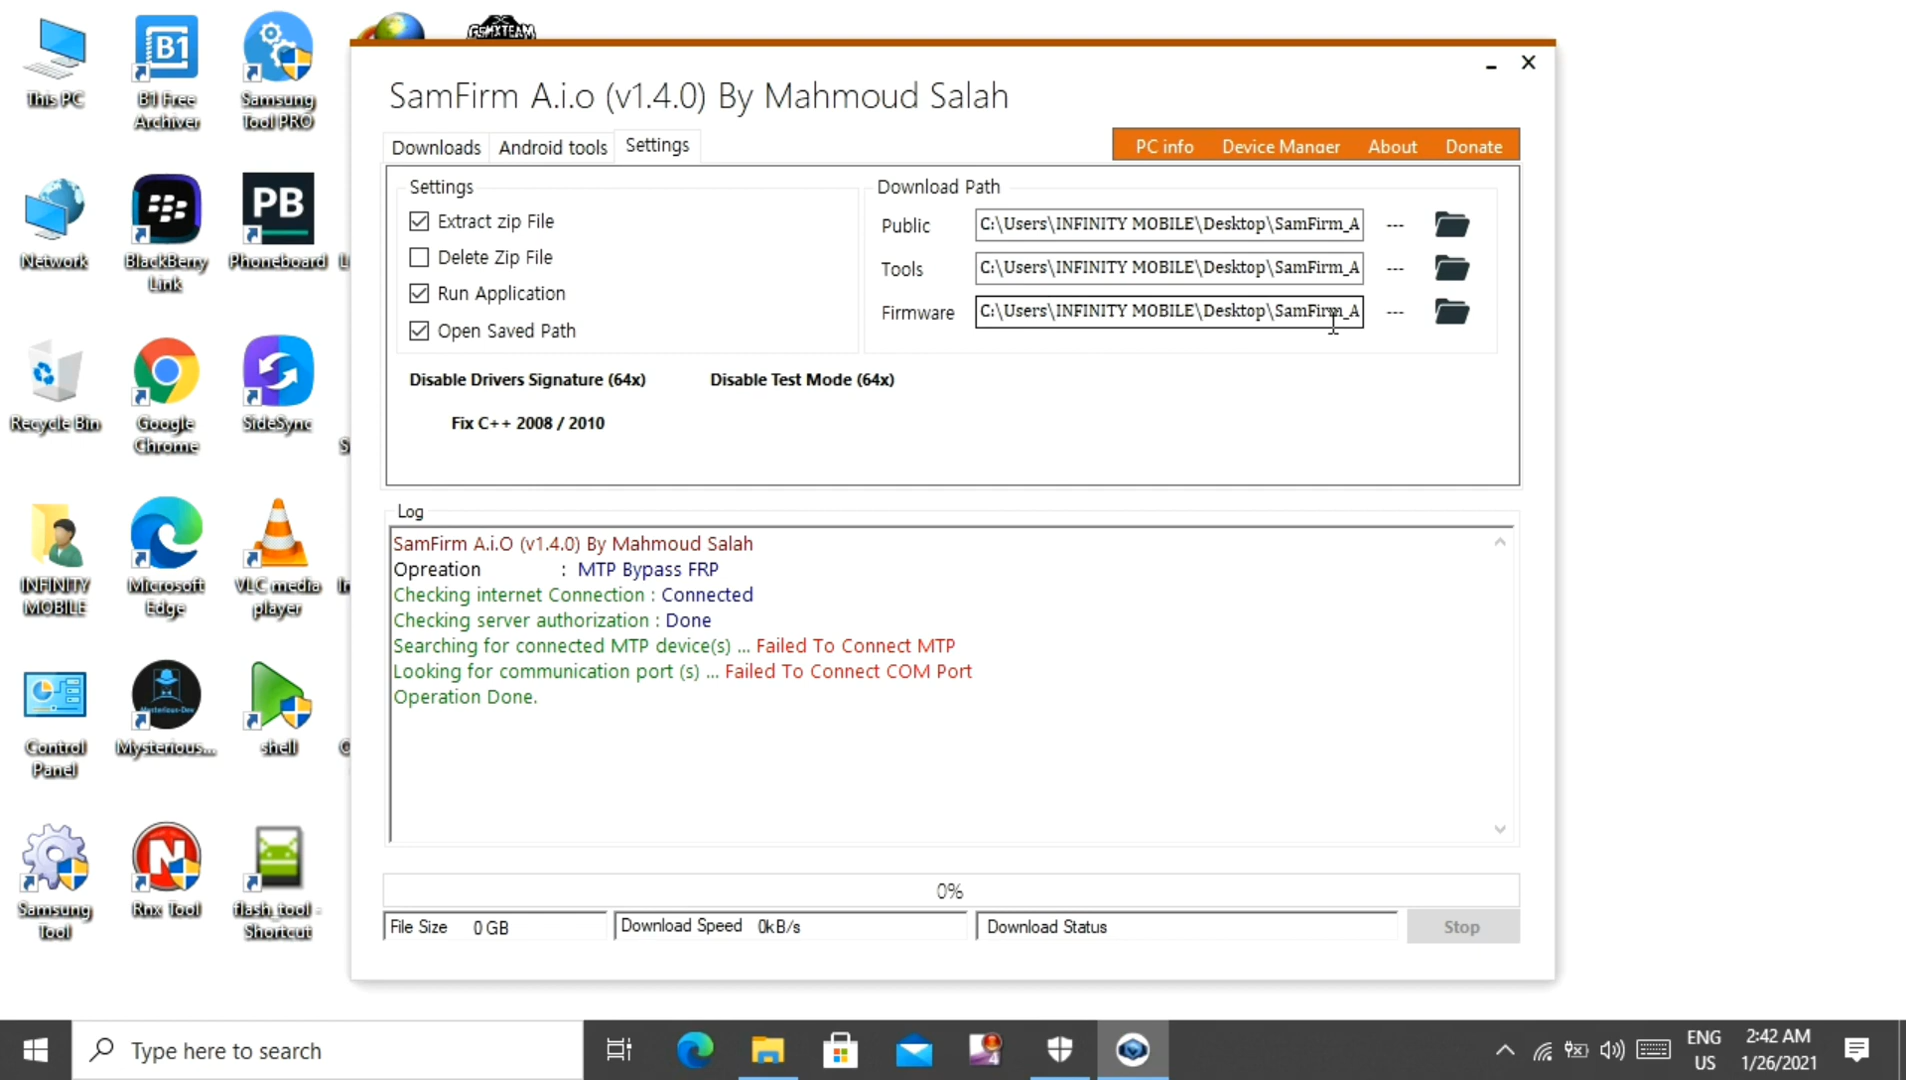 This PC
B1 Free
Archiver
Samsung
Tool PRO
GSMXTEAM
Network
BlackBerry
Link
Phoneboard
Recycle Bin
Google
Chrome
SideSync
INFINITY
MOBILE
Microsoft
Edge
VLC media
player
Control
Panel
Mysterious-Dev
Mysterious...
shell
Samsung
Tool
Rnx Tool
flash_tool -
Shortcut
B1
PB
SamFirm A.i.o (v1.4.0) By Mahmoud Salah
Downloads Android tools Settings
PC info Device Manger About Donate
Settings
Extract zip File
Delete Zip File
Run Application
Open Saved Path
Download Path
Public C:\Users\INFINITY MOBILE\Desktop\SamFirm_A ---
Tools C:\Users\INFINITY MOBILE\Desktop\SamFirm_A ---
Firmware C:\Users\INFINITY MOBILE\Desktop\SamFirm_A ---
Disable Drivers Signature (64x) Disable Test Mode (64x)
Fix C++ 2008 / 2010
Log
SamFirm A.i.O (v1.4.0) By Mahmoud Salah
Opreation : MTP Bypass FRP
Checking internet Connection : Connected
Checking server authorization : Done
Searching for connected MTP device(s) ... Failed To Connect MTP
Looking for communication port (s) ... Failed To Connect COM Port
Operation Done.
0%
File Size 0 GB Download Speed 0kB/s Download Status Stop
Type here to search
4
ENG
US
2:42 AM
1/26/2021